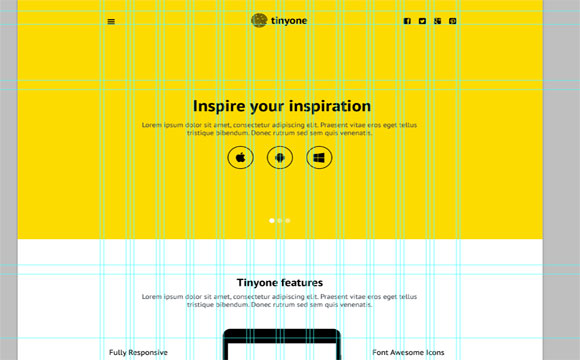 tinyone
Inspire your inspiration
Lorem ipsum dolor sit amet, consectetur adipiscing elit. Praesent vitae eros eget tellus
tristique bibendum. Donec rutrum sed sem quis venenatis.
Tinyone features
Lorem ipsum dolor sit amet, consectetur adipiscing elit. Praesent vitae eros eget tellus
tristique bibendum. Donec rutrum sed sem quis venenatis.
Fully Responsive
Font Awesome Icons